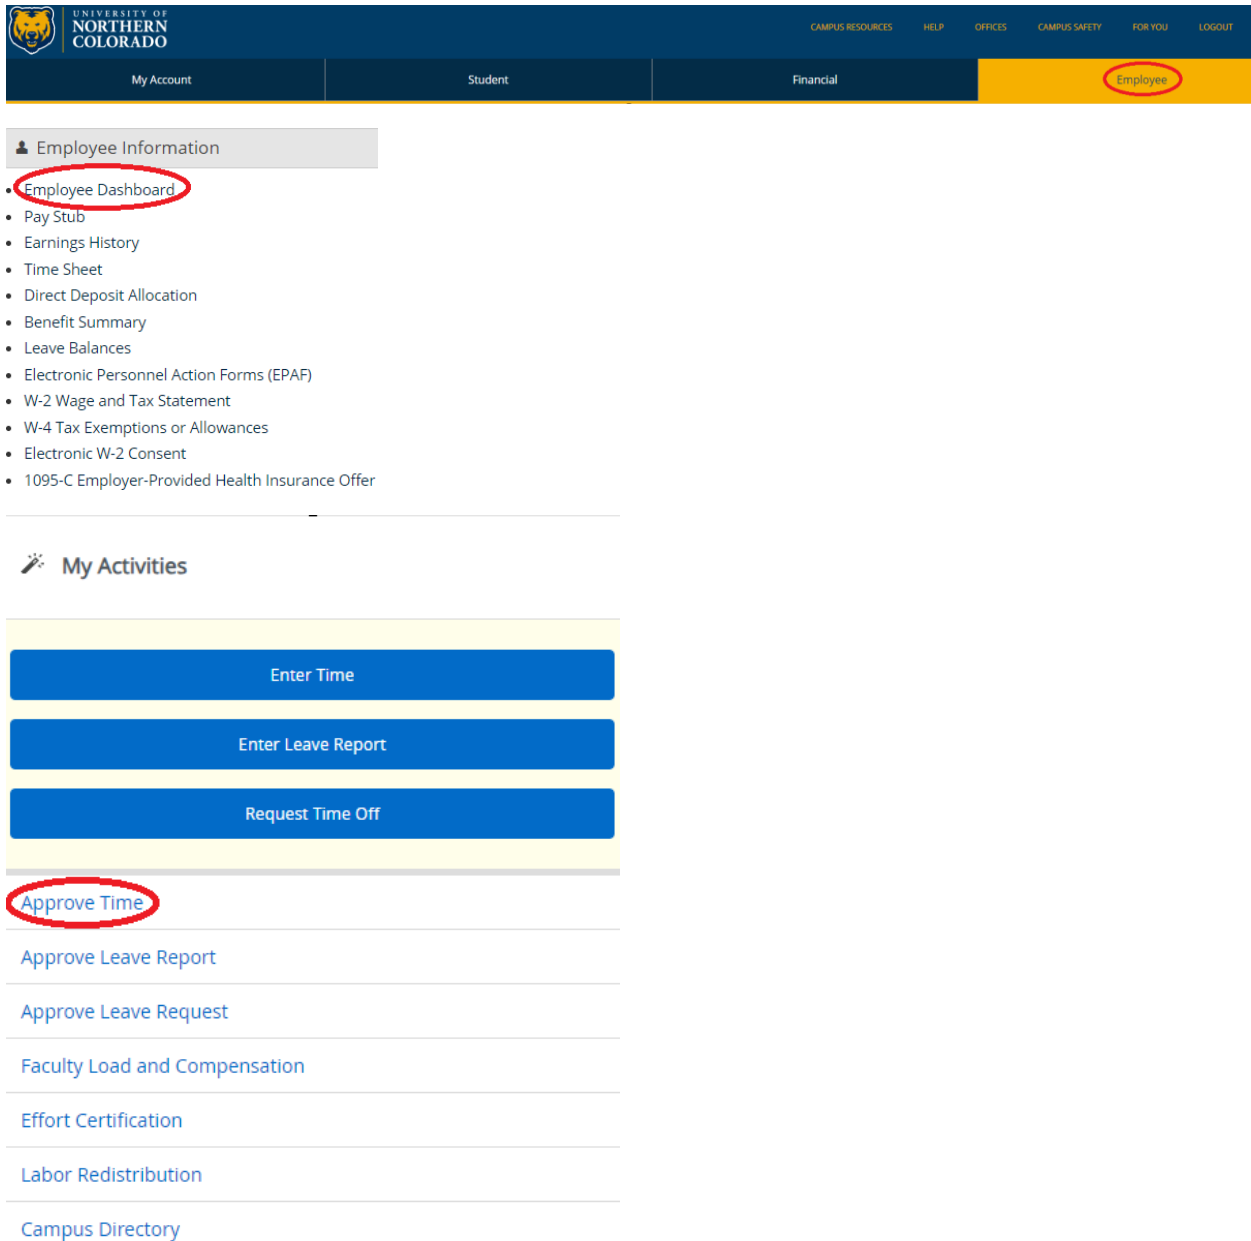 UNIVERSITY OF
NORTHERN
COLORADO
CAMPUS RESOURCES HELP OFFICES CAMPUS SAFETY FOR YOU LOGOUT
My Account Student Financial Employee
Employee Information
Employee Dashboard
Pay Stub
Earnings History
Time Sheet
Direct Deposit Allocation
Benefit Summary
Leave Balances
Electronic Personnel Action Forms (EPAF)
W-2 Wage and Tax Statement
W-4 Tax Exemptions or Allowances
Electronic W-2 Consent
1095-C Employer-Provided Health Insurance Offer
My Activities
Enter Time
Enter Leave Report
Request Time Off
Approve Time
Approve Leave Report
Approve Leave Request
Faculty Load and Compensation
Effort Certification
Labor Redistribution
Campus Directory